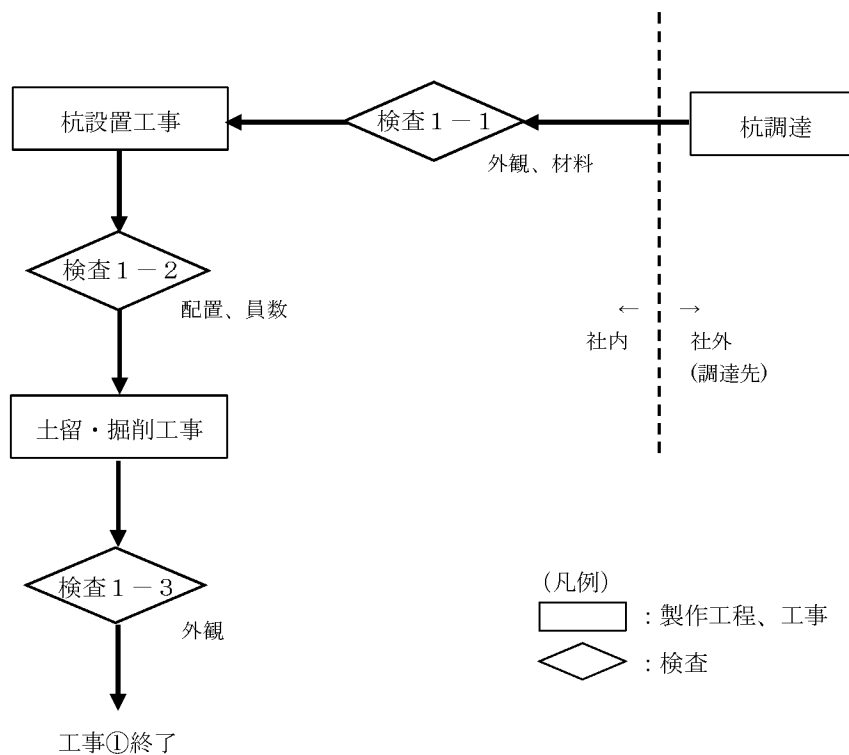 杭設置工事
検査1－1
杭調達
外観、材料
検査1－2
配置、員数
← →
社内 社外
(調達先)
土留・掘削工事
検査1－3
外観
(凡例)
：製作工程、工事
：検査
工事①終了